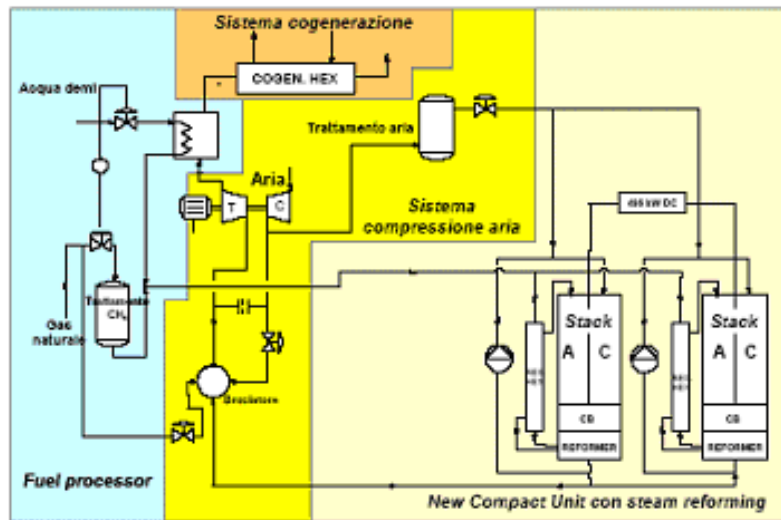 Sistema cogenerazione
COGEN. HEX
Acqua demi
Trattamento aria
Aria
T
C
Sistema
compressione aria
Trattamento
CH₄
Gas
naturale
Bruciatore
Stack
A C
CB
REFORMER
Stack
A C
CB
REFORMER
Fuel processor
New Compact Unit con steam reforming